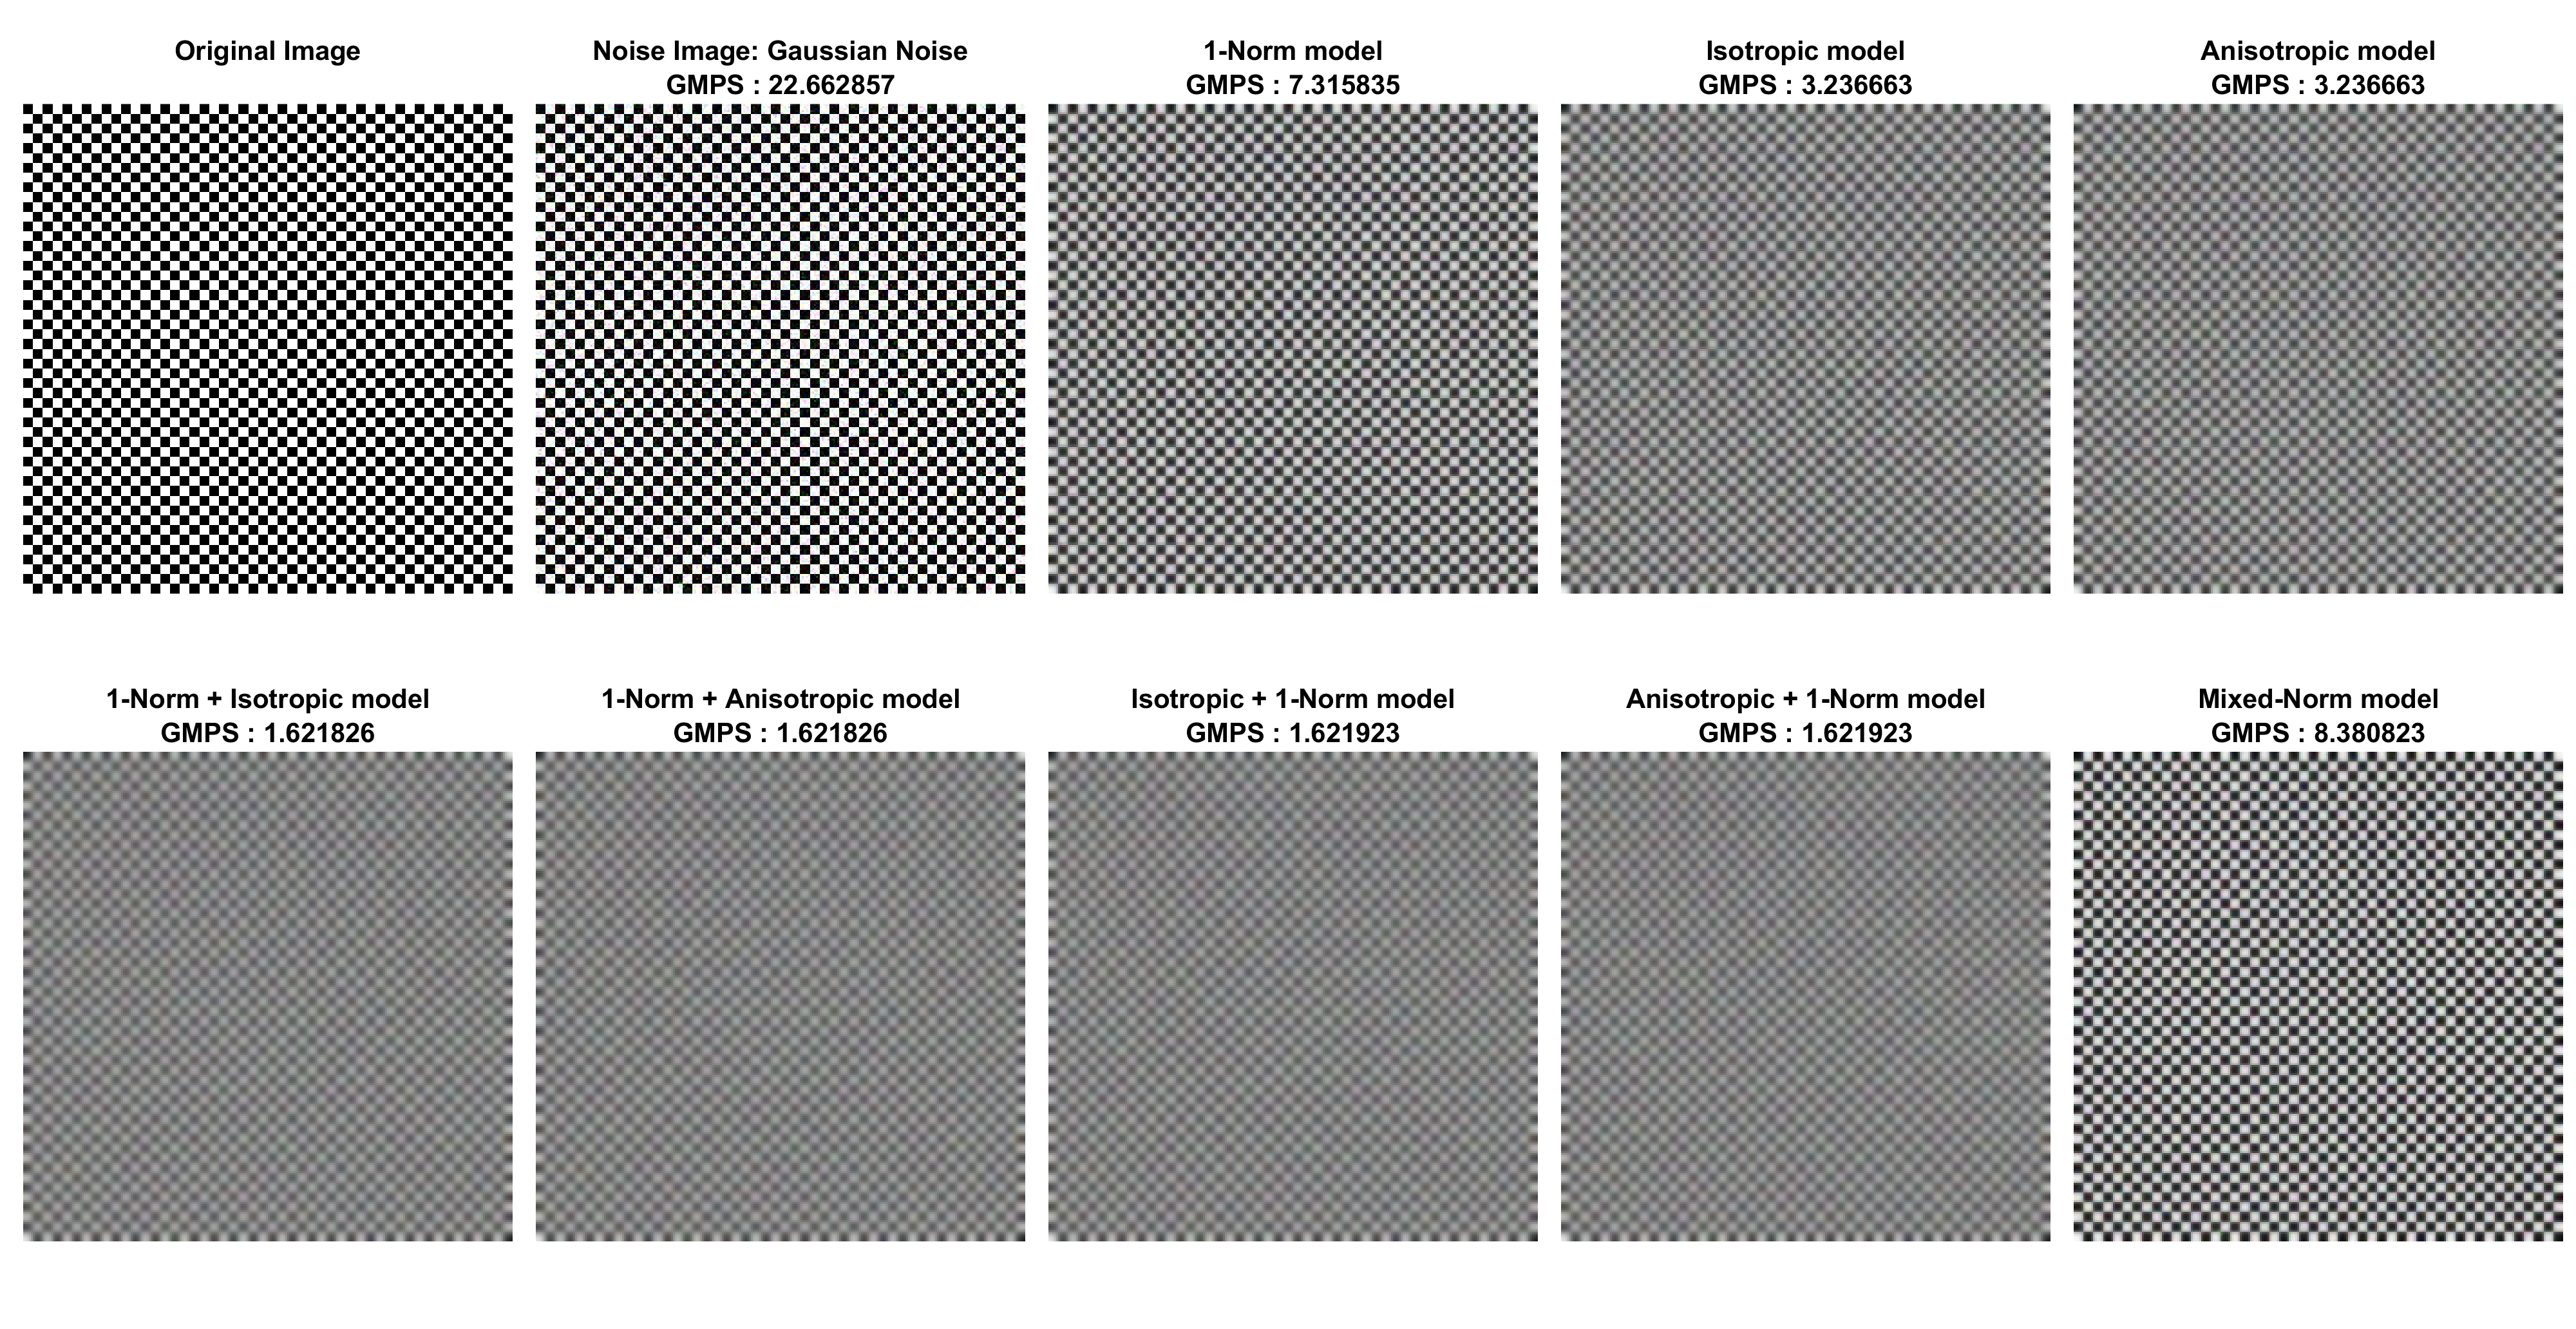 Original Image
Noise Image: Gaussian Noise
GMPS : 22.662857
1-Norm model
GMPS : 7.315835
Isotropic model
GMPS : 3.236663
Anisotropic model
GMPS : 3.236663
1-Norm + Isotropic model
GMPS : 1.621826
1-Norm + Anisotropic model
GMPS : 1.621826
Isotropic + 1-Norm model
GMPS : 1.621923
Anisotropic + 1-Norm model
GMPS : 1.621923
Mixed-Norm model
GMPS : 8.380823